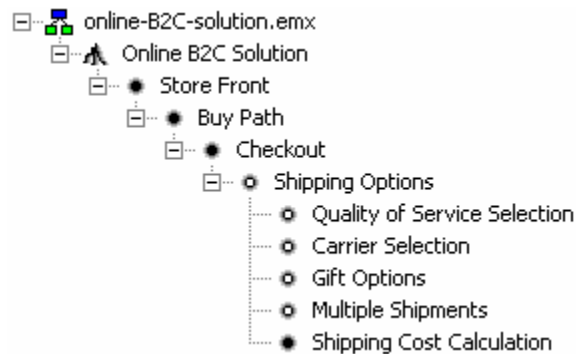 online-B2C-solution.emx
Online B2C Solution
Store Front
Buy Path
Checkout
Shipping Options
Quality of Service Selection
Carrier Selection
Gift Options
Multiple Shipments
Shipping Cost Calculation